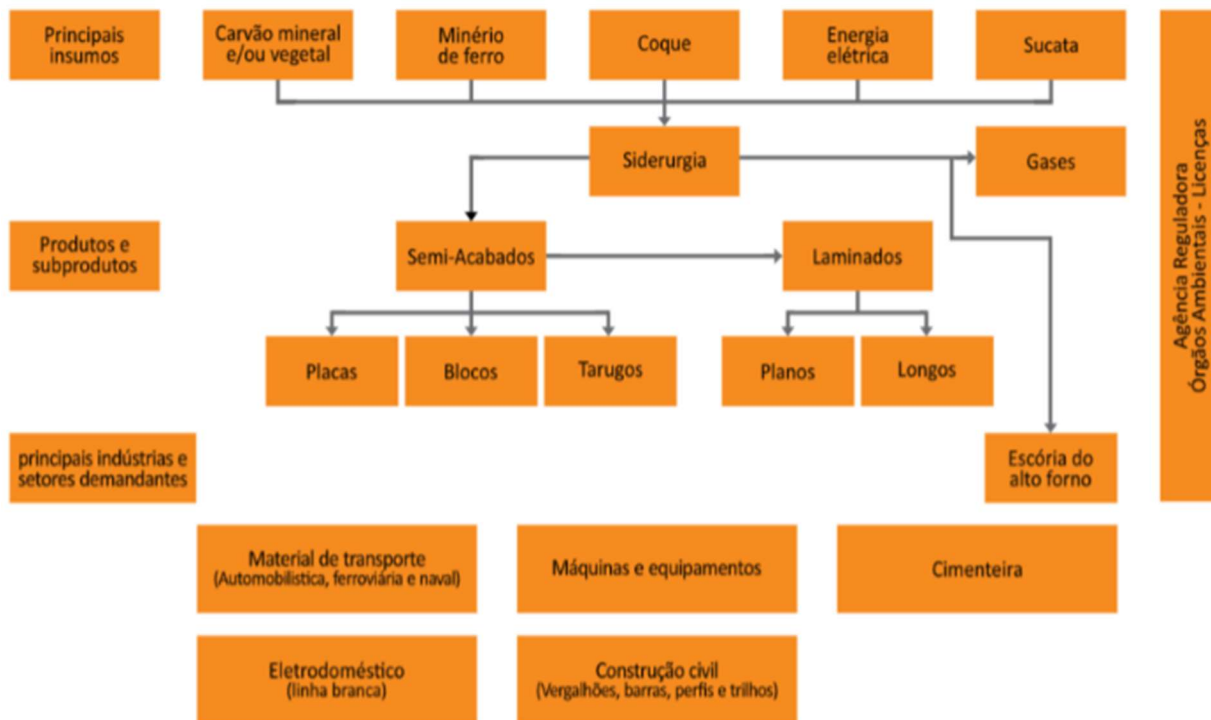 Principais
insumos
Carvão mineral
e/ou vegetal
Minério
de ferro
Coque
Energia
elétrica
Sucata
Siderurgia
Gases
Produtos e
subprodutos
Semi-Acabados
Laminados
Placas
Blocos
Tarugos
Planos
Longos
principais indústrias e
setores demandantes
Escória do
alto forno
Material de transporte
(Automobilistica, ferroviária e naval)
Máquinas e equipamentos
Cimenteira
Eletrodoméstico
(linha branca)
Construção civil
(Vergalhões, barras, perfis e trilhos)
Agência Reguladora
Órgãos Ambientais - Licenças